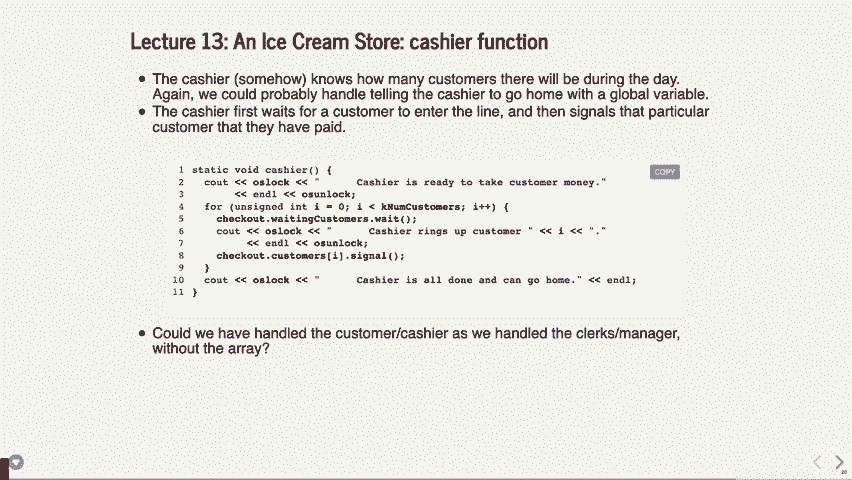 Lecture 13: An Ice Cream Store: cashier function
• The cashier (somehow) knows how many customers there will be during the day.
Again, we could probably handle telling the cashier to go home with a global variable.
• The cashier first waits for a customer to enter the line, and then signals that particular
customer that they have paid.
COPY
1 static void cashier() {
2   cout << oslock << "      Cashier is ready to take customer money."
3        << endl << osunlock;
4   for (unsigned int i = 0; i < kNumCustomers; i++) {
5     checkout.waitingCustomers.wait();
6     cout << oslock << "      Cashier rings up customer " << i << "."
7          << endl << osunlock;
8     checkout.customers[i].signal();
9   }
10   cout << oslock << "      Cashier is all done and can go home." << endl;
11 }
• Could we have handled the customer/cashier as we handled the clerks/manager,
without the array?
20